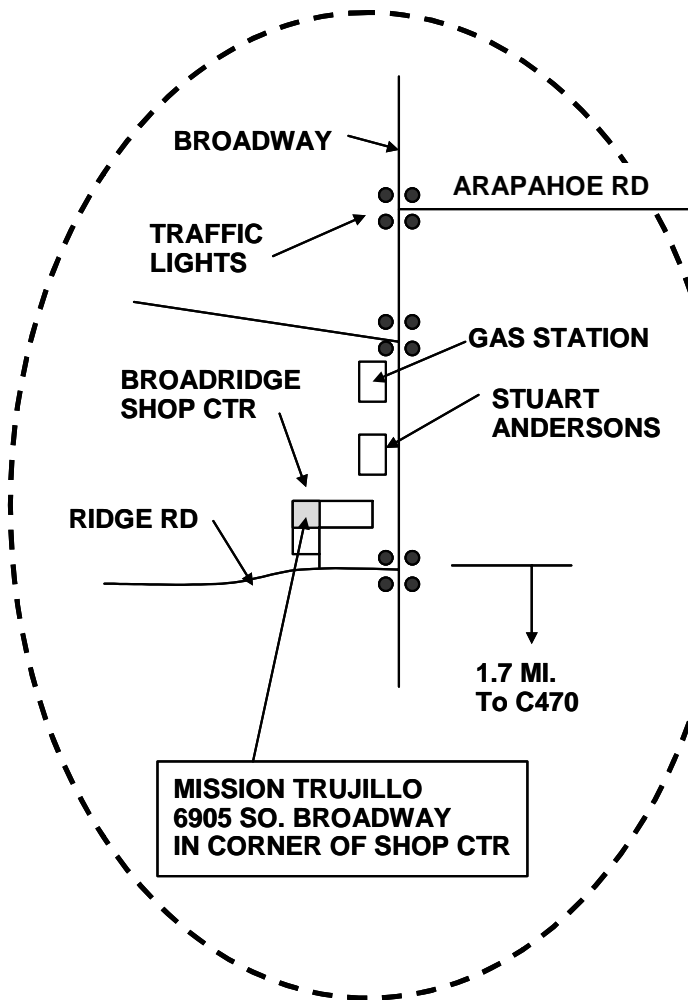 BROADWAY
ARAPAHOE RD
TRAFFIC
LIGHTS
GAS STATION
BROADRIDGE
SHOP CTR
STUART
ANDERSONS
RIDGE RD
1.7 MI.
To C470
MISSION TRUJILLO
6905 SO. BROADWAY
IN CORNER OF SHOP CTR